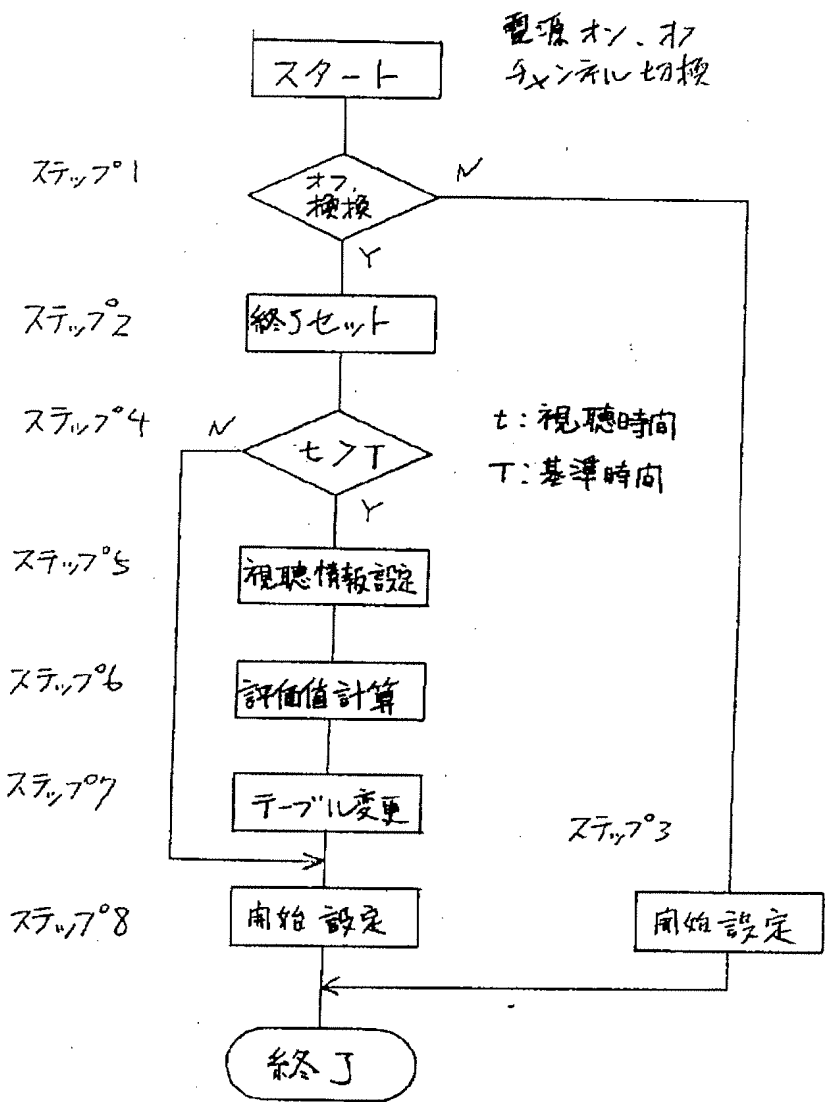 電源オン、オフ
チャンネル切換
スタート
ステップ1
オフ、
換換
N
Y
ステップ2
終了セット
ステップ4
N
t>T
t:視聴時間
T:基準時間
Y
ステップ5
視聴情報設定
ステップ6
評価値計算
ステップ7
テーブル変更
ステップ3
ステップ8
開始設定
開始設定
終了